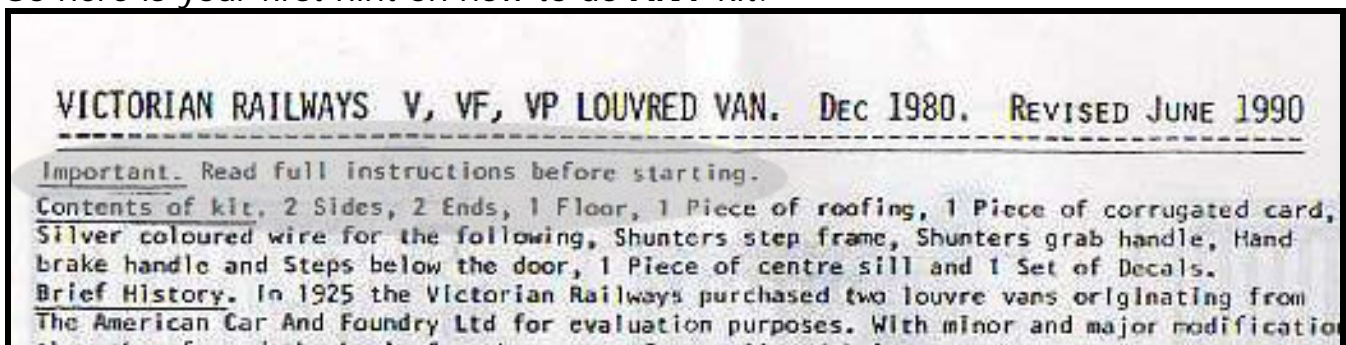 So here is your first hint on how to do ANY kit.
VICTORIAN RAILWAYS V, VF, VP LOUVRED VAN. DEC 1980. REVISED JUNE 1990
Important. Read full instructions before starting.
Contents of kit. 2 Sides, 2 Ends, 1 Floor, 1 Piece of roofing, 1 Piece of corrugated card,
Silver coloured wire for the following, Shunters step frame, Shunters grab handle, Hand
brake handle and Steps below the door, 1 Piece of centre sill and 1 Set of Decals.
Brief History. In 1925 the Victorian Railways purchased two louvre vans originating from
The American Car And Foundry Ltd for evaluation purposes. With minor and major modificatio